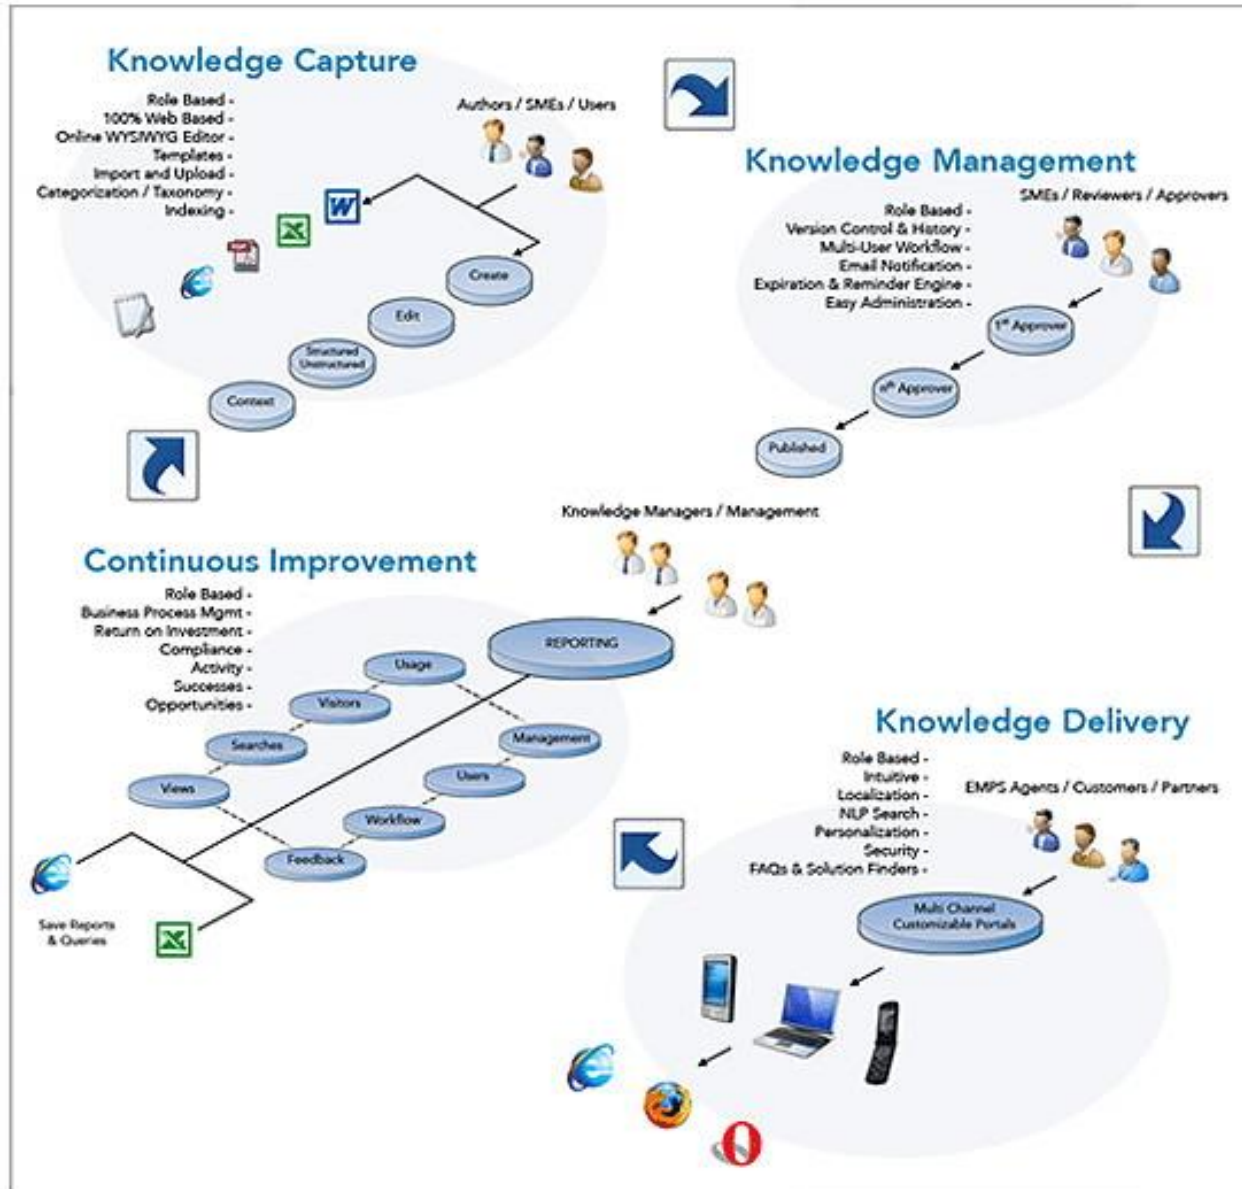 Knowledge Capture
Role Based -
100% Web Based -
Online WYSIWYG Editor -
Templates -
Import and Upload -
Categorization / Taxonomy -
Indexing -
Authors / SMEs / Users
W
X
PDF
Create
Edit
Structured
Unstructured
Context
Knowledge Management
SMEs / Reviewers / Approvers
Role Based -
Version Control & History -
Multi-User Workflow -
Email Notification -
Expiration & Reminder Engine -
Easy Administration -
1st Approver
nth Approver
Published
Knowledge Managers / Management
Continuous Improvement
Role Based -
Business Process Mgmt -
Return on Investment -
Compliance -
Activity -
Successes -
Opportunities -
REPORTING
Usage
Visitors
Searches
Views
Management
Users
Workflow
Feedback
Save Reports
& Queries
X
Knowledge Delivery
Role Based -
Intuitive -
Localization -
NLP Search -
Personalization -
Security -
FAQs & Solution Finders -
EMPS Agents / Customers / Partners
Multi Channel
Customizable Portals